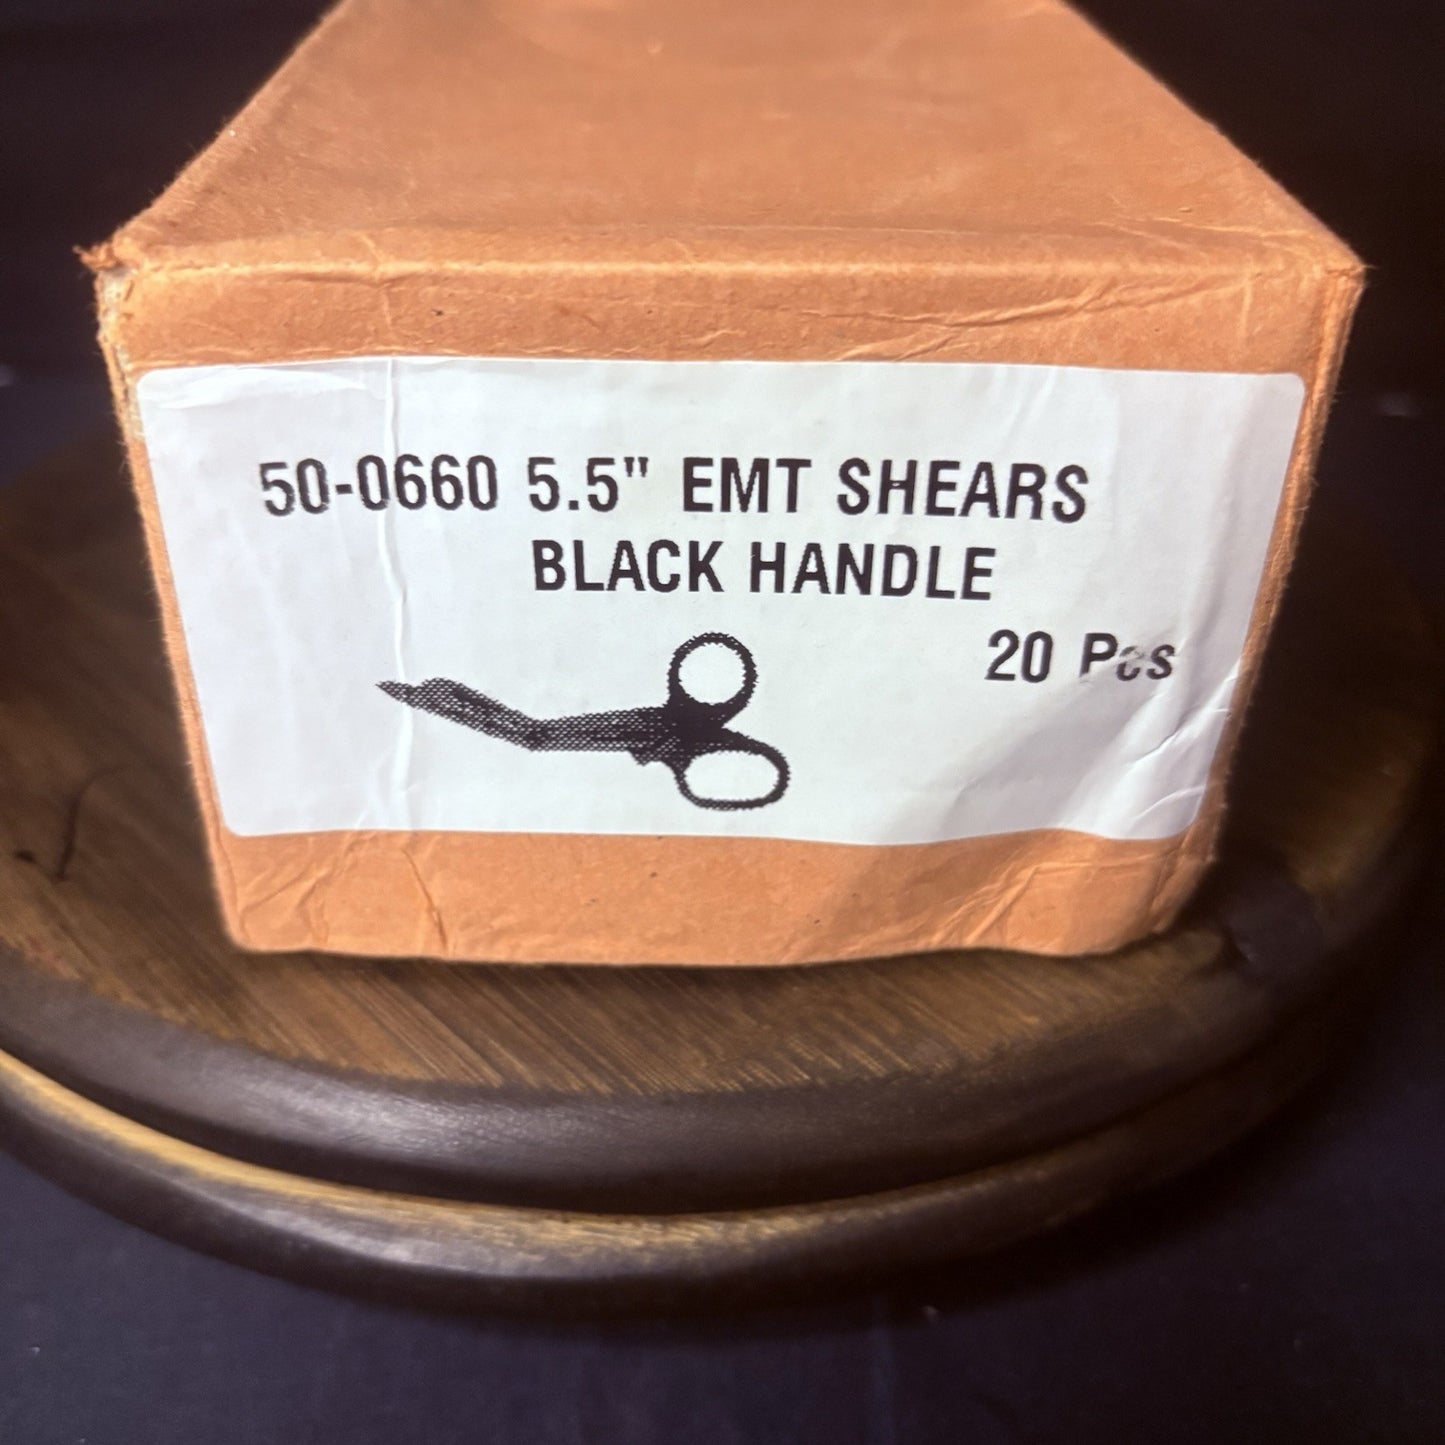 50-0660 5.5" EMT SHEARS
BLACK HANDLE
20 Pcs